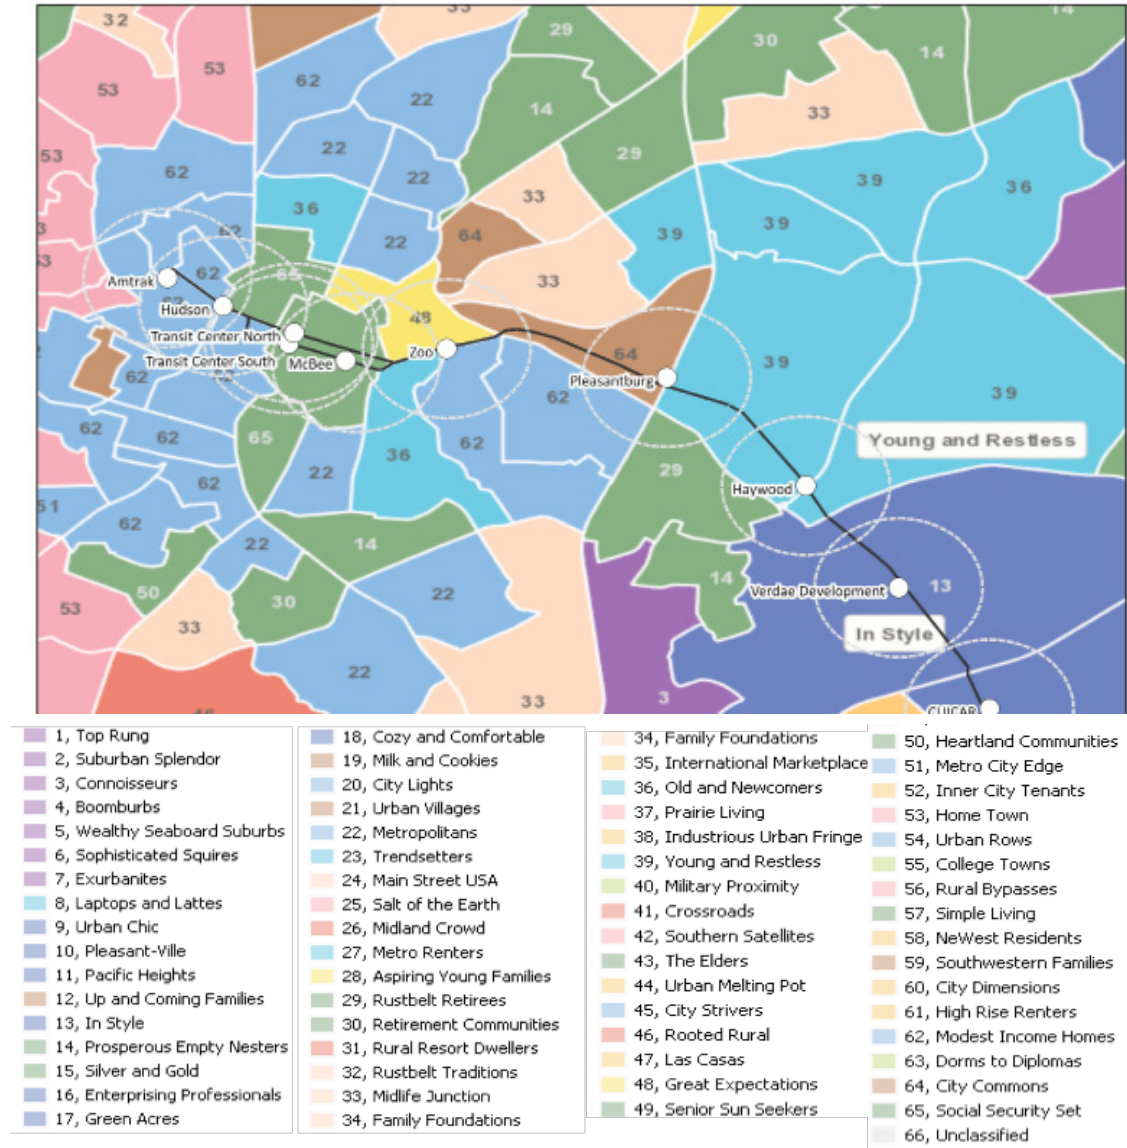 33
32
29
30
14
14
53
53
62
22
14
33
22
29
53
62
22
39
36
36
33
3
62
22
64
39
39
65
53
62
33
Amtrak
62
Hudson
48
Transit Center North
Zoo
64
39
Transit Center South
McBee
62
62
Pleasantburg
62
39
62
62
65
62
Young and Restless
36
22
29
62
Haywood
51
62
22
14
14
13
50
30
22
Verdae Development
53
33
In Style
22
3
33
46
CUICAR
1, Top Rung
2, Suburban Splendor
3, Connoisseurs
4, Boomburbs
5, Wealthy Seaboard Suburbs
6, Sophisticated Squires
7, Exurbanites
8, Laptops and Lattes
9, Urban Chic
10, Pleasant-Ville
11, Pacific Heights
12, Up and Coming Families
13, In Style
14, Prosperous Empty Nesters
15, Silver and Gold
16, Enterprising Professionals
17, Green Acres
18, Cozy and Comfortable
19, Milk and Cookies
20, City Lights
21, Urban Villages
22, Metropolitans
23, Trendsetters
24, Main Street USA
25, Salt of the Earth
26, Midland Crowd
27, Metro Renters
28, Aspiring Young Families
29, Rustbelt Retirees
30, Retirement Communities
31, Rural Resort Dwellers
32, Rustbelt Traditions
33, Midlife Junction
34, Family Foundations
34, Family Foundations
35, International Marketplace
36, Old and Newcomers
37, Prairie Living
38, Industrious Urban Fringe
39, Young and Restless
40, Military Proximity
41, Crossroads
42, Southern Satellites
43, The Elders
44, Urban Melting Pot
45, City Strivers
46, Rooted Rural
47, Las Casas
48, Great Expectations
49, Senior Sun Seekers
50, Heartland Communities
51, Metro City Edge
52, Inner City Tenants
53, Home Town
54, Urban Rows
55, College Towns
56, Rural Bypasses
57, Simple Living
58, NeWest Residents
59, Southwestern Families
60, City Dimensions
61, High Rise Renters
62, Modest Income Homes
63, Dorms to Diplomas
64, City Commons
65, Social Security Set
66, Unclassified